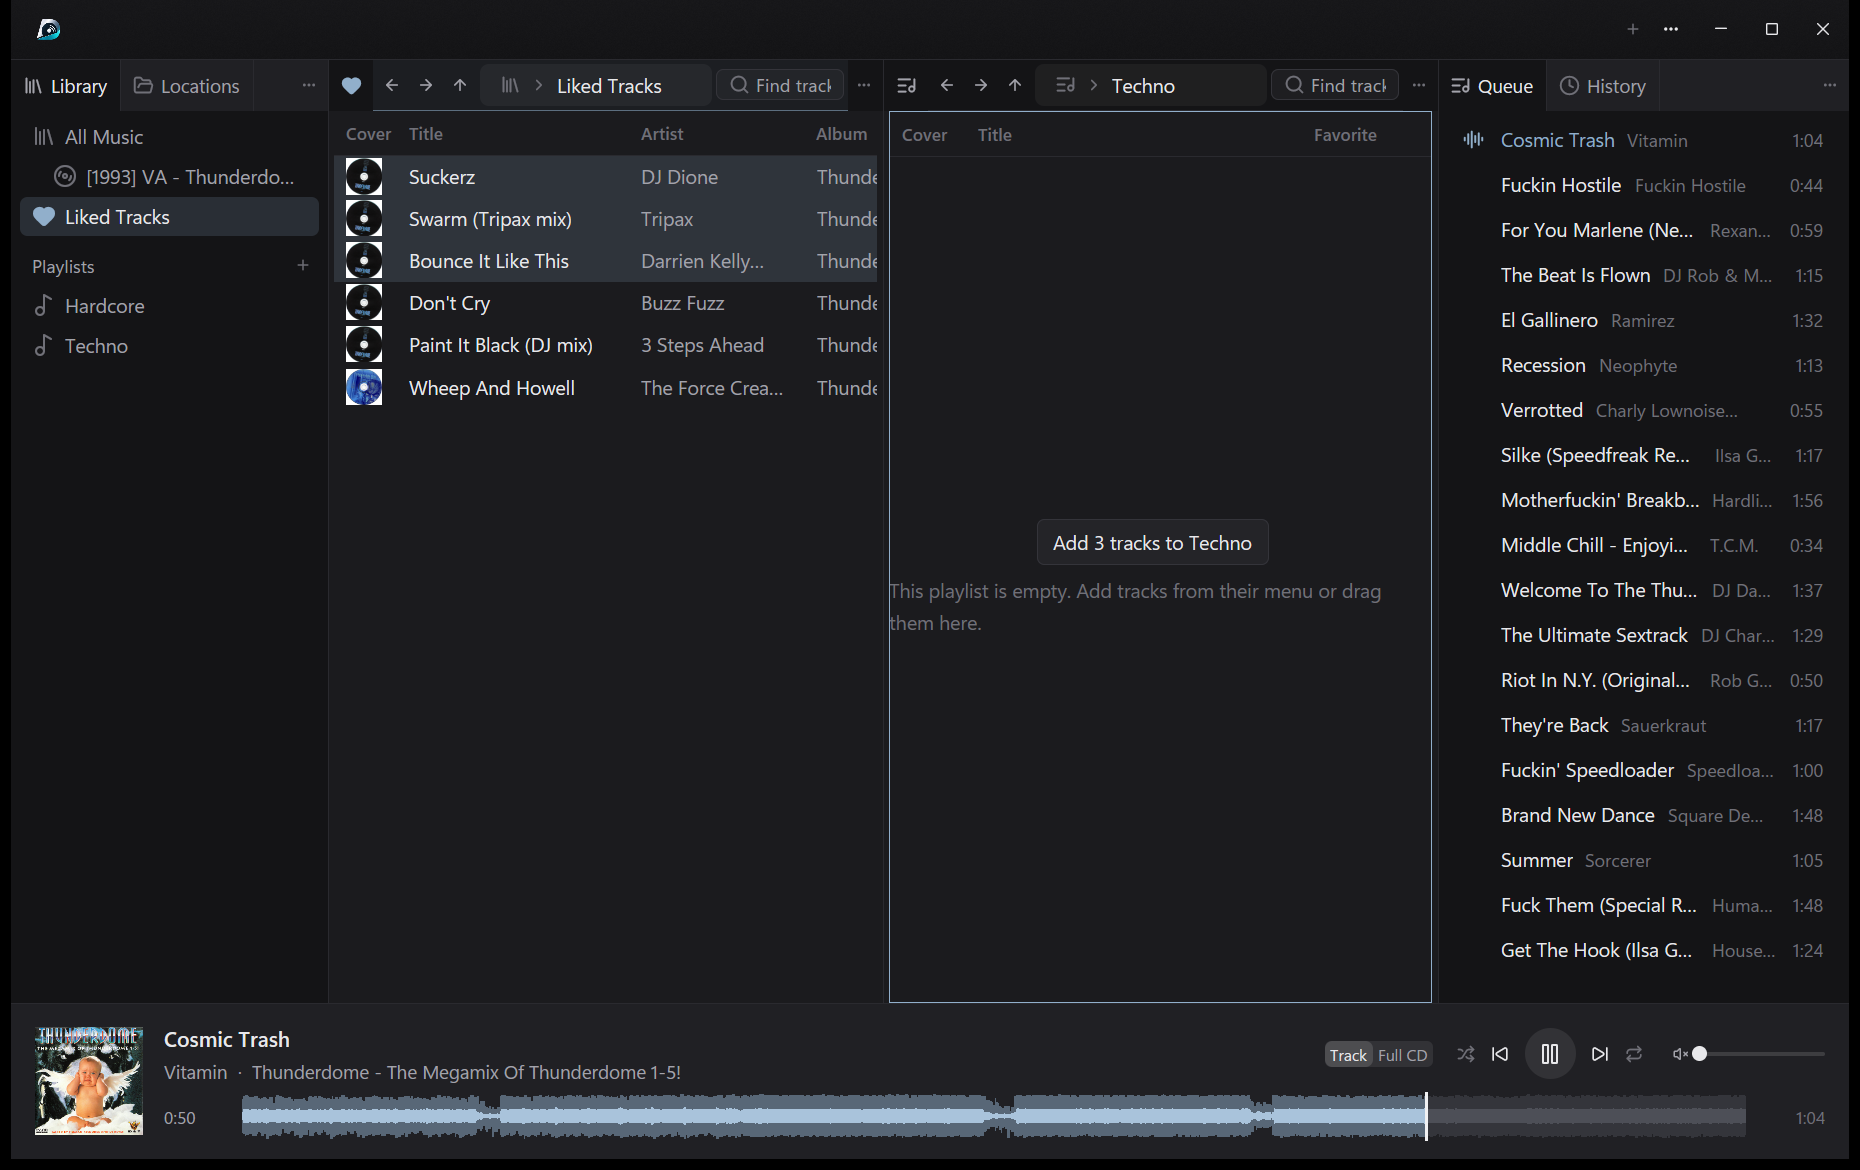 Library
Locations
Liked Tracks
Find track
Techno
Find track
Queue
History
All Music
[1993] VA - Thunderdo...
Liked Tracks
Playlists
Hardcore
Techno
Cover Title Artist Album
Suckerz DJ Dione Thunde
Swarm (Tripax mix) Tripax Thunde
Bounce It Like This Darrien Kelly... Thunde
Don't Cry Buzz Fuzz Thunde
Paint It Black (DJ mix) 3 Steps Ahead Thunde
Wheep And Howell The Force Crea... Thunde
Cover Title Favorite
Add 3 tracks to Techno
This playlist is empty. Add tracks from their menu or drag
them here.
Cosmic Trash Vitamin 1:04
Fuckin Hostile Fuckin Hostile 0:44
For You Marlene (Ne... Rexan... 0:59
The Beat Is Flown DJ Rob & M... 1:15
El Gallinero Ramirez 1:32
Recession Neophyte 1:13
Verrotted Charly Lownoise... 0:55
Silke (Speedfreak Re... Ilsa G... 1:17
Motherfuckin' Breakb... Hardli... 1:56
Middle Chill - Enjoyi... T.C.M. 0:34
Welcome To The Thu... DJ Da... 1:37
The Ultimate Sextrack DJ Char... 1:29
Riot In N.Y. (Original... Rob G... 0:50
They're Back Sauerkraut 1:17
Fuckin' Speedloader Speedloa... 1:00
Brand New Dance Square De... 1:48
Summer Sorcerer 1:05
Fuck Them (Special R... Huma... 1:48
Get The Hook (Ilsa G... House... 1:24
THUNDERDOME
THE MEGAMIX OF THUNDERDOME 1-5!
Cosmic Trash
Vitamin · Thunderdome - The Megamix Of Thunderdome 1-5!
Track Full CD
0:50
1:04